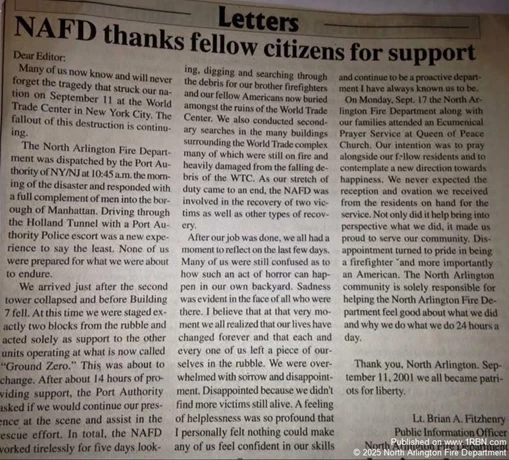 Letters
NAFD thanks fellow citizens for support
Dear Editor:
Many of us now know and will never
forget the tragedy that struck our na-
tion on September 11 at the World
Trade Center in New York City. The
fallout of this destruction is continu-
ing.
The North Arlington Fire Depart-
ment was dispatched by the Port Au-
thority of NY/NJ at 10:45 a.m. the morn-
ing of the disaster and responded with
a full complement of men into the bor-
ough of Manhattan. Driving through
the Holland Tunnel with a Port Au-
thority Police escort was a new expe-
rience to say the least. None of us
were prepared for what we were about
to endure.
We arrived just after the second
tower collapsed and before Building
7 fell. At this time we were staged ex-
actly two blocks from the rubble and
acted solely as support to the other
units operating at what is now called
"Ground Zero." This was about to
change. After about 14 hours of pro-
viding support, the Port Authority
asked if we would continue our pres-
ence at the scene and assist in the
rescue effort. In total, the NAFD
worked tirelessly for five days look-
ing, digging and searching through
the debris for our brother firefighters
and our fellow Americans now buried
amongst the ruins of the World Trade
Center. We also conducted second-
ary searches in the many buildings
surrounding the World Trade complex
many of which were still on fire and
heavily damaged from the falling de-
bris of the WTC. As our stretch of
duty came to an end, the NAFD was
involved in the recovery of two vic-
tims as well as other types of recov-
ery.
After our job was done, we all had a
moment to reflect on the last few days.
Many of us were still confused as to
how such an act of horror can hap-
pen in our own backyard. Sadness
was evident in the face of all who were
there. I believe that at that very mo-
ment we all realized that our lives have
changed forever and that each and
every one of us left a piece of our-
selves in the rubble. We were over-
whelmed with sorrow and disappoint-
ment. Disappointed because we didn't
find more victims still alive. A feeling
of helplessness was so profound that
I personally felt nothing could make
any of us feel confident in our skills
and continue to be a proactive depart-
ment I have always known us to be.
On Monday, Sept. 17 the North Ar-
lington Fire Department along with
our families attended an Ecumenical
Prayer Service at Queen of Peace
Church. Our intention was to pray
alongside our fellow residents and to
contemplate a new direction towards
happiness. We never expected the
reception and ovation we received
from the residents on hand for the
service. Not only did it help bring into
perspective what we did, it made us
proud to serve our community. Dis-
appointment turned to pride in being
a firefighter "and more importantly
an American. The North Arlington
community is solely responsible for
helping the North Arlington Fire De-
partment feel good about what we did
and why we do what we do 24 hours a
day.
Thank you, North Arlington. Sep-
tember 11, 2001 we all became patri-
ots for liberty.
Lt. Brian A. Fitzhenry
Public Information Officer
North
Published on www.1RBN.com
© 2025 North Arlington Fire Department